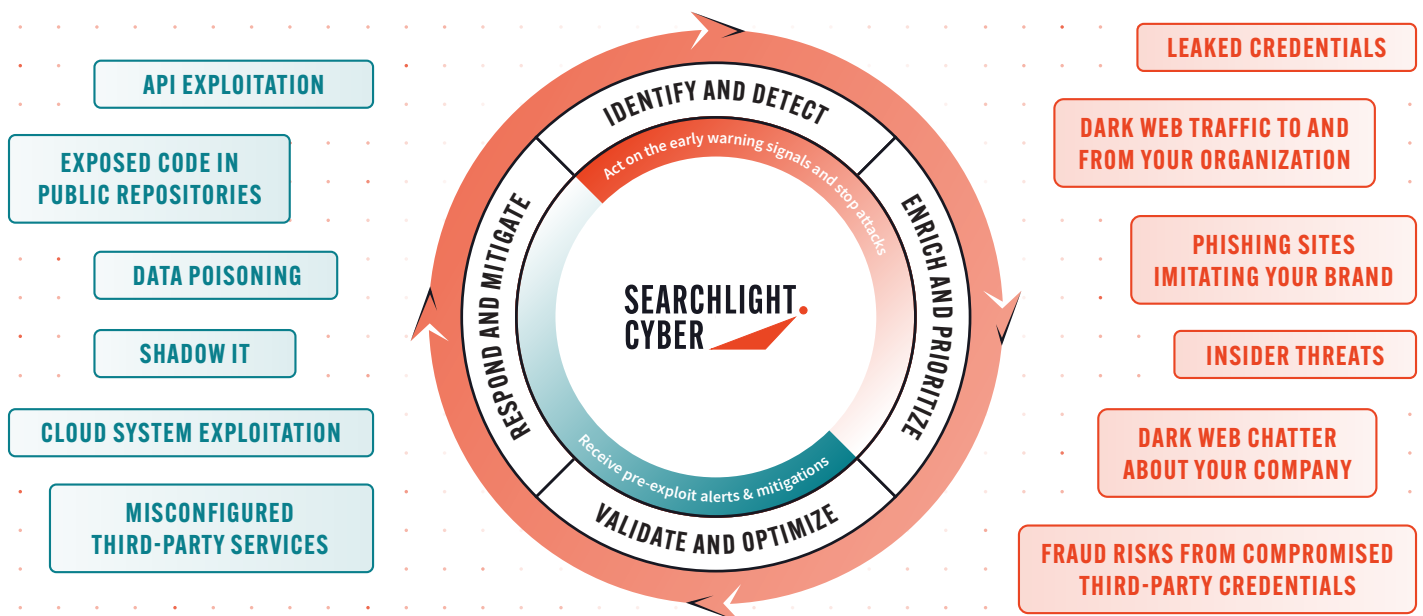 API EXPLOITATION
EXPOSED CODE IN
PUBLIC REPOSITORIES
DATA POISONING
SHADOW IT
CLOUD SYSTEM EXPLOITATION
MISCONFIGURED
THIRD-PARTY SERVICES
IDENTIFY AND DETECT
ENRICH AND PRIORITIZE
VALIDATE AND OPTIMIZE
RESPOND AND MITIGATE
Act on the early warning signals and stop attacks
Receive pre-exploit alerts & mitigations
SEARCHLIGHT.
CYBER
LEAKED CREDENTIALS
DARK WEB TRAFFIC TO AND
FROM YOUR ORGANIZATION
PHISHING SITES
IMITATING YOUR BRAND
INSIDER THREATS
DARK WEB CHATTER
ABOUT YOUR COMPANY
FRAUD RISKS FROM COMPROMISED
THIRD-PARTY CREDENTIALS